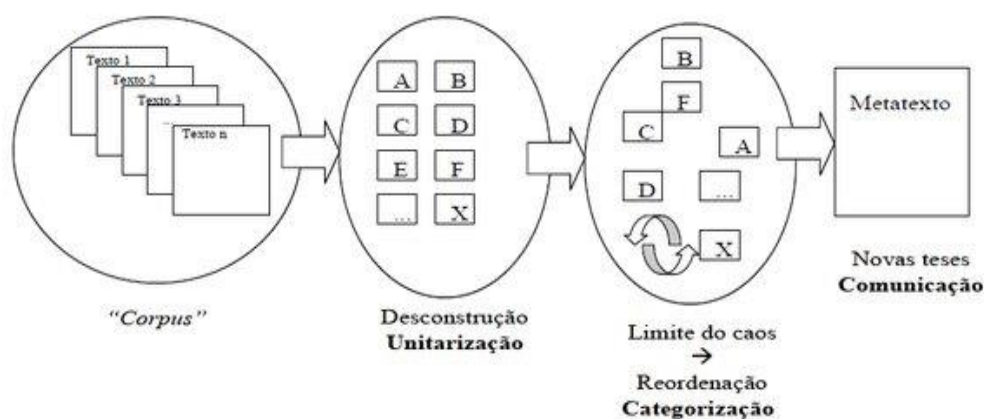 Texto 1
Texto 2
Texto 3
...
Texto n
A B
C D
E F
... X
B
F
C
A
D
...
X
Metatexto
“Corpus”
Desconstrução
Unitarização
Limite do caos
→
Reordenação
Categorização
Novas teses
Comunicação